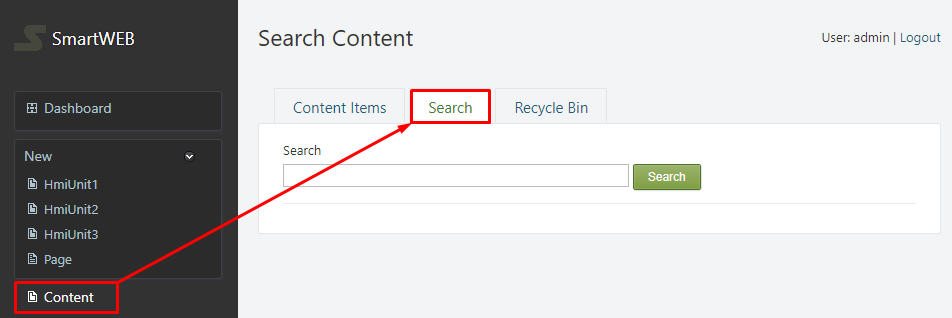 SmartWEB
Search Content
User: admin | Logout
Dashboard
New
HmiUnit1
HmiUnit2
HmiUnit3
Page
Content
Content Items
Search
Recycle Bin
Search
Search